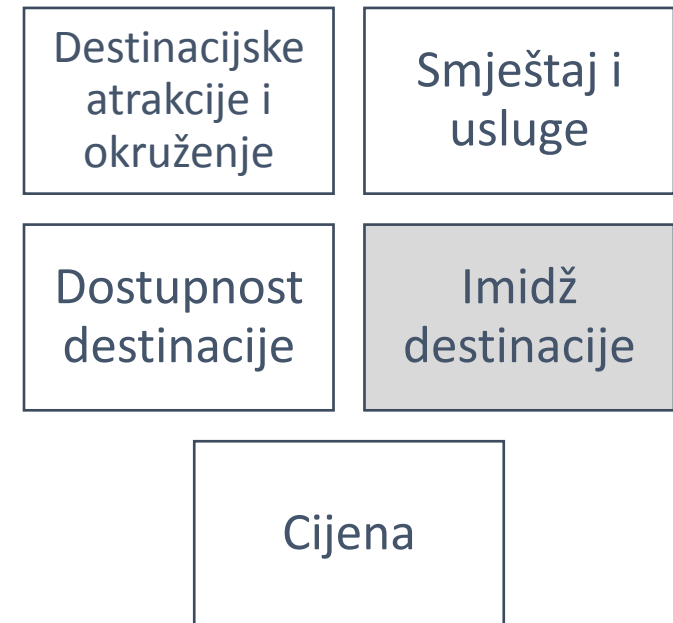 Destinacijske
atrakcije i
okruženje
Smještaj i
usluge
Dostupnost
destinacije
Imidž
destinacije
Cijena